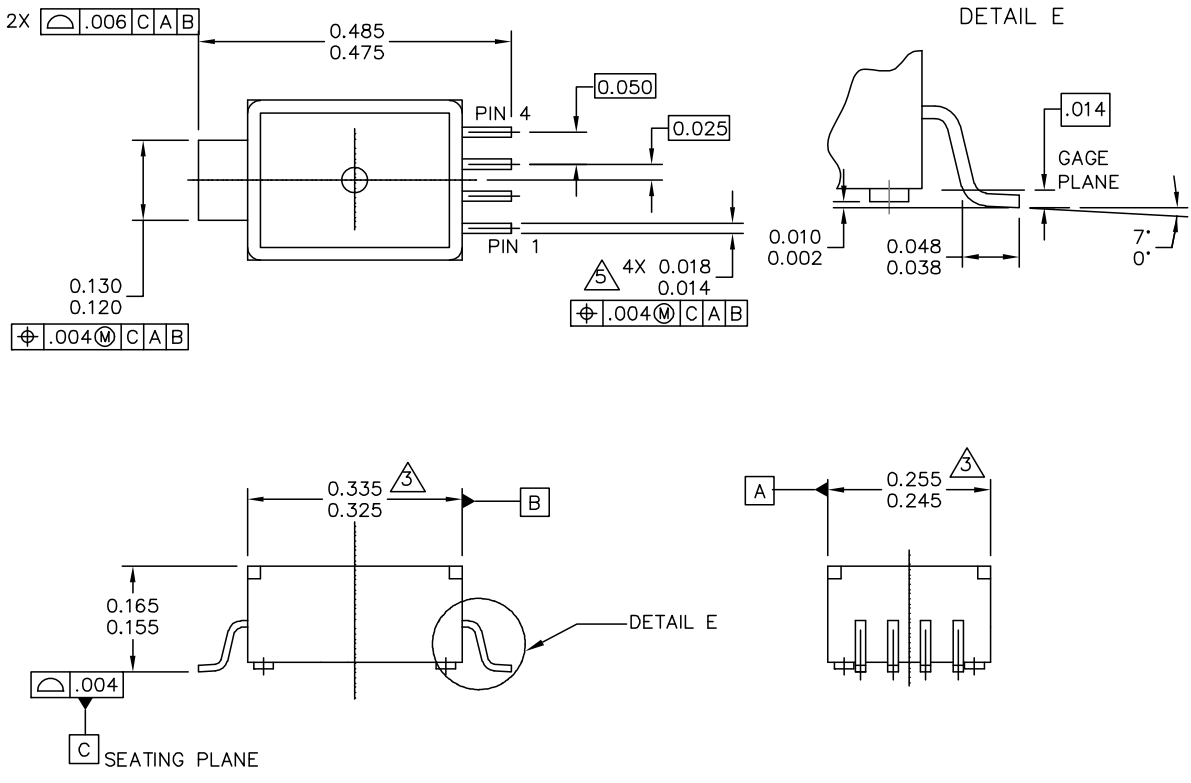 DETAIL E
2X ⌓ .006 C A B
0.485
0.475
PIN 4
0.050
0.025
.014
GAGE
PLANE
PIN 1
0.010
0.002
0.048
0.038
7°
0°
5 4X 0.018
0.014
⌖ .004 Ⓜ C A B
0.130
0.120
⌖ .004 Ⓜ C A B
0.335
0.325
3
B
A
0.255
0.245
3
0.165
0.155
DETAIL E
⌓ .004
C SEATING PLANE